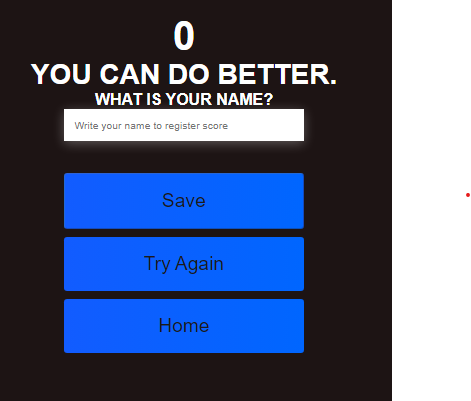 0
YOU CAN DO BETTER.
WHAT IS YOUR NAME?
Write your name to register score
Save
Try Again
Home